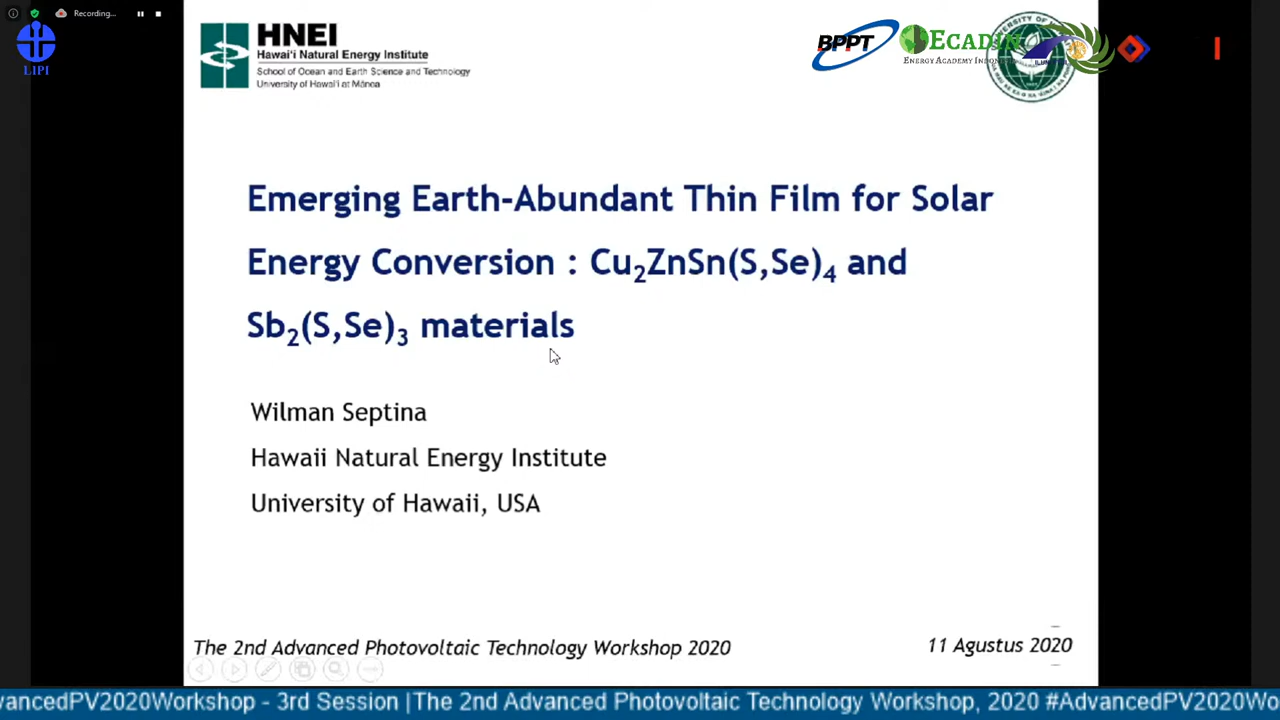 Recording...
LIPI
HNEI
Hawai'i Natural Energy Institute
School of Ocean and Earth Science and Technology
University of Hawai'i at Mānoa
BPPT
ECADIN
ENERGY ACADEMY
Emerging Earth-Abundant Thin Film for Solar
Energy Conversion : Cu₂ZnSn(S,Se)₄ and
Sb₂(S,Se)₃ materials
Wilman Septina
Hawaii Natural Energy Institute
University of Hawaii, USA
The 2nd Advanced Photovoltaic Technology Workshop 2020
11 Agustus 2020
vancedPV2020Workshop - 3rd Session |The 2nd Advanced Photovoltaic Technology Workshop, 2020 #AdvancedPV2020Wo